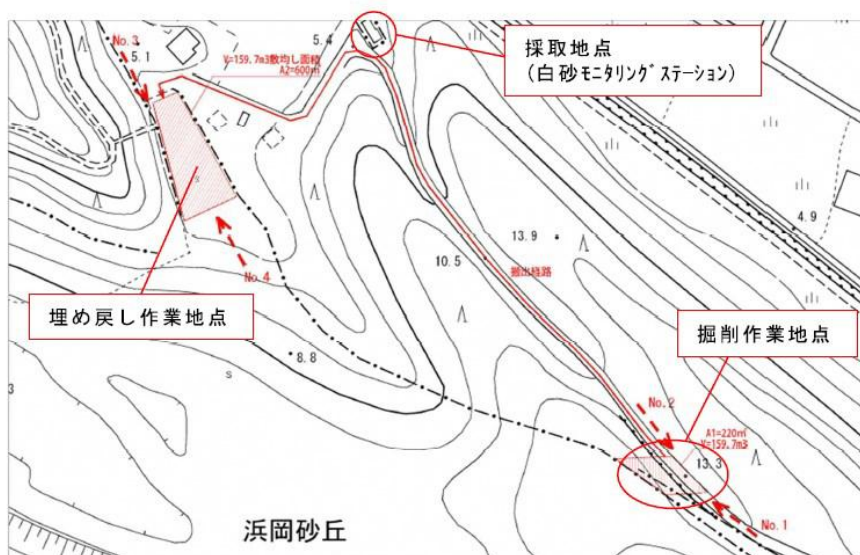 No.3
5.1
5.4
V=159.7m3敷均し面積
A2=600㎡
採取地点
(白砂モニタリングステーション)
4.9
13.9
10.5
搬出経路
No.4
埋め戻し作業地点
掘削作業地点
8.8
s
3
No.2
A1=220㎡
V=159.7m3
13.3
No.1
浜岡砂丘